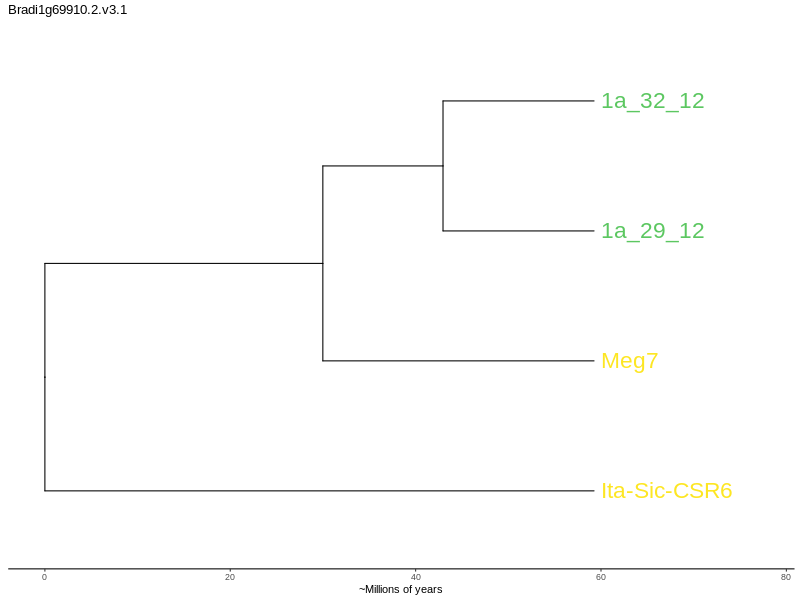 Bradi1g69910.2.v3.1
1a_32_12
1a_29_12
Meg7
Ita-Sic-CSR6
0 20 40 60 80
~Millions of years